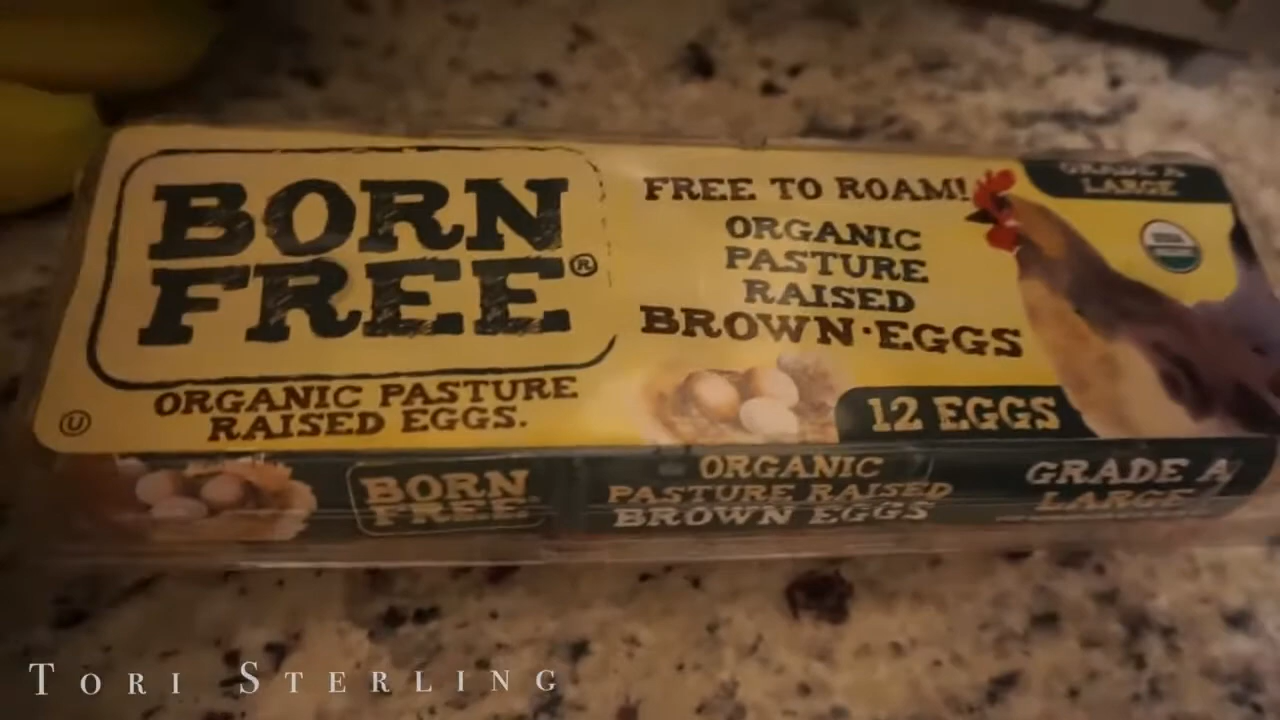 BORN
FREE®
ORGANIC PASTURE
RAISED EGGS.
U
FREE TO ROAM!
ORGANIC
PASTURE
RAISED
BROWN·EGGS
12 EGGS
GRADE A
LARGE
USDA
BORN
FREE
ORGANIC
PASTURE RAISED
BROWN EGGS
GRADE A
LARGE
TORI STERLING